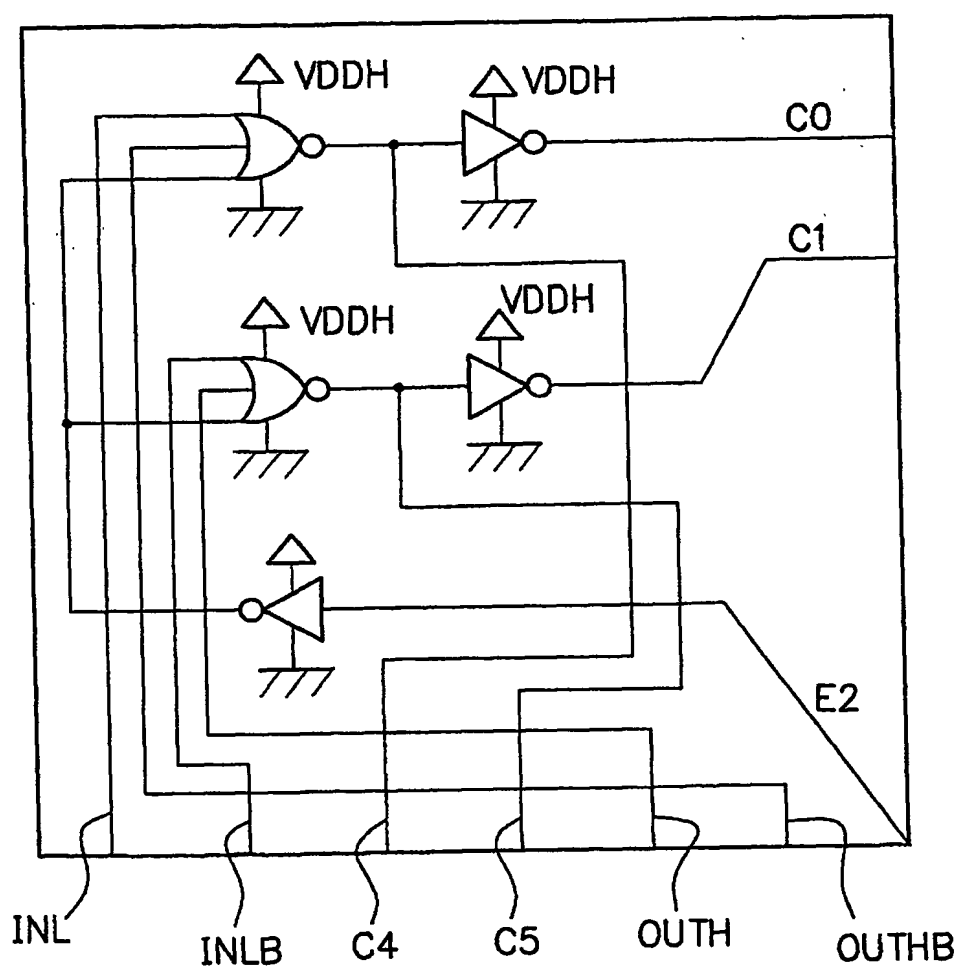 VDDH
VDDH
C0
C1
VDDH
VDDH
E2
INL
INLB
C4
C5
OUTH
OUTHB